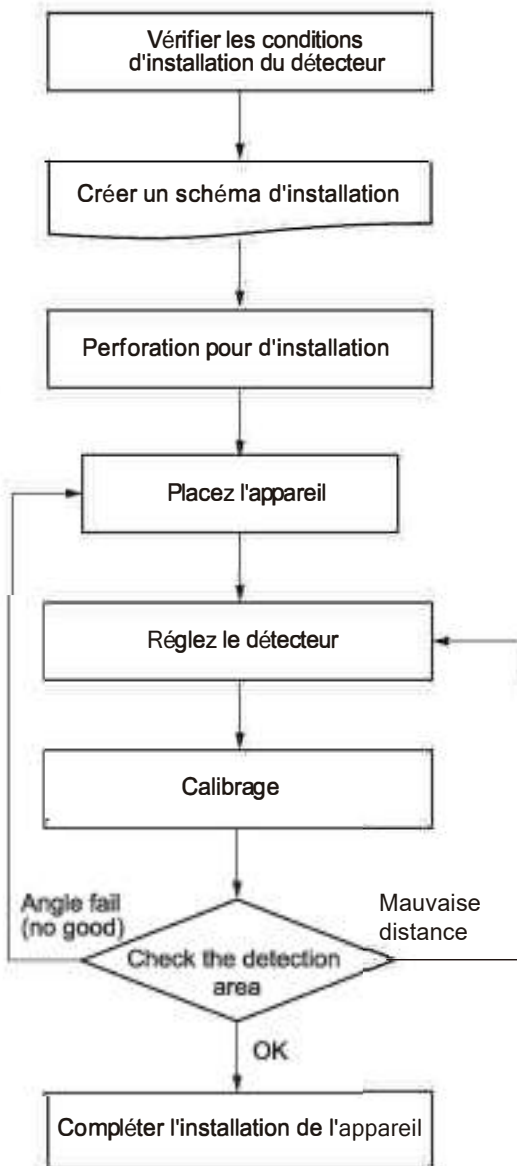 Vérifier les conditions
d'installation du détecteur
Créer un schéma d'installation
Perforation pour d'installation
Placez l'appareil
Réglez le détecteur
Calibrage
Angle fail
(no good)
Mauvaise
distance
Check the detection
area
OK
Compléter l'installation de l'appareil